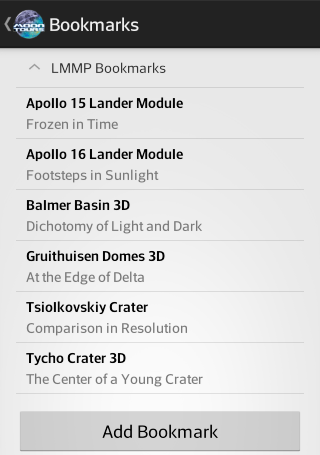 MOON
TOURS
Bookmarks
LMMP Bookmarks
Apollo 15 Lander Module
Frozen in Time
Apollo 16 Lander Module
Footsteps in Sunlight
Balmer Basin 3D
Dichotomy of Light and Dark
Gruithuisen Domes 3D
At the Edge of Delta
Tsiolkovskiy Crater
Comparison in Resolution
Tycho Crater 3D
The Center of a Young Crater
Add Bookmark